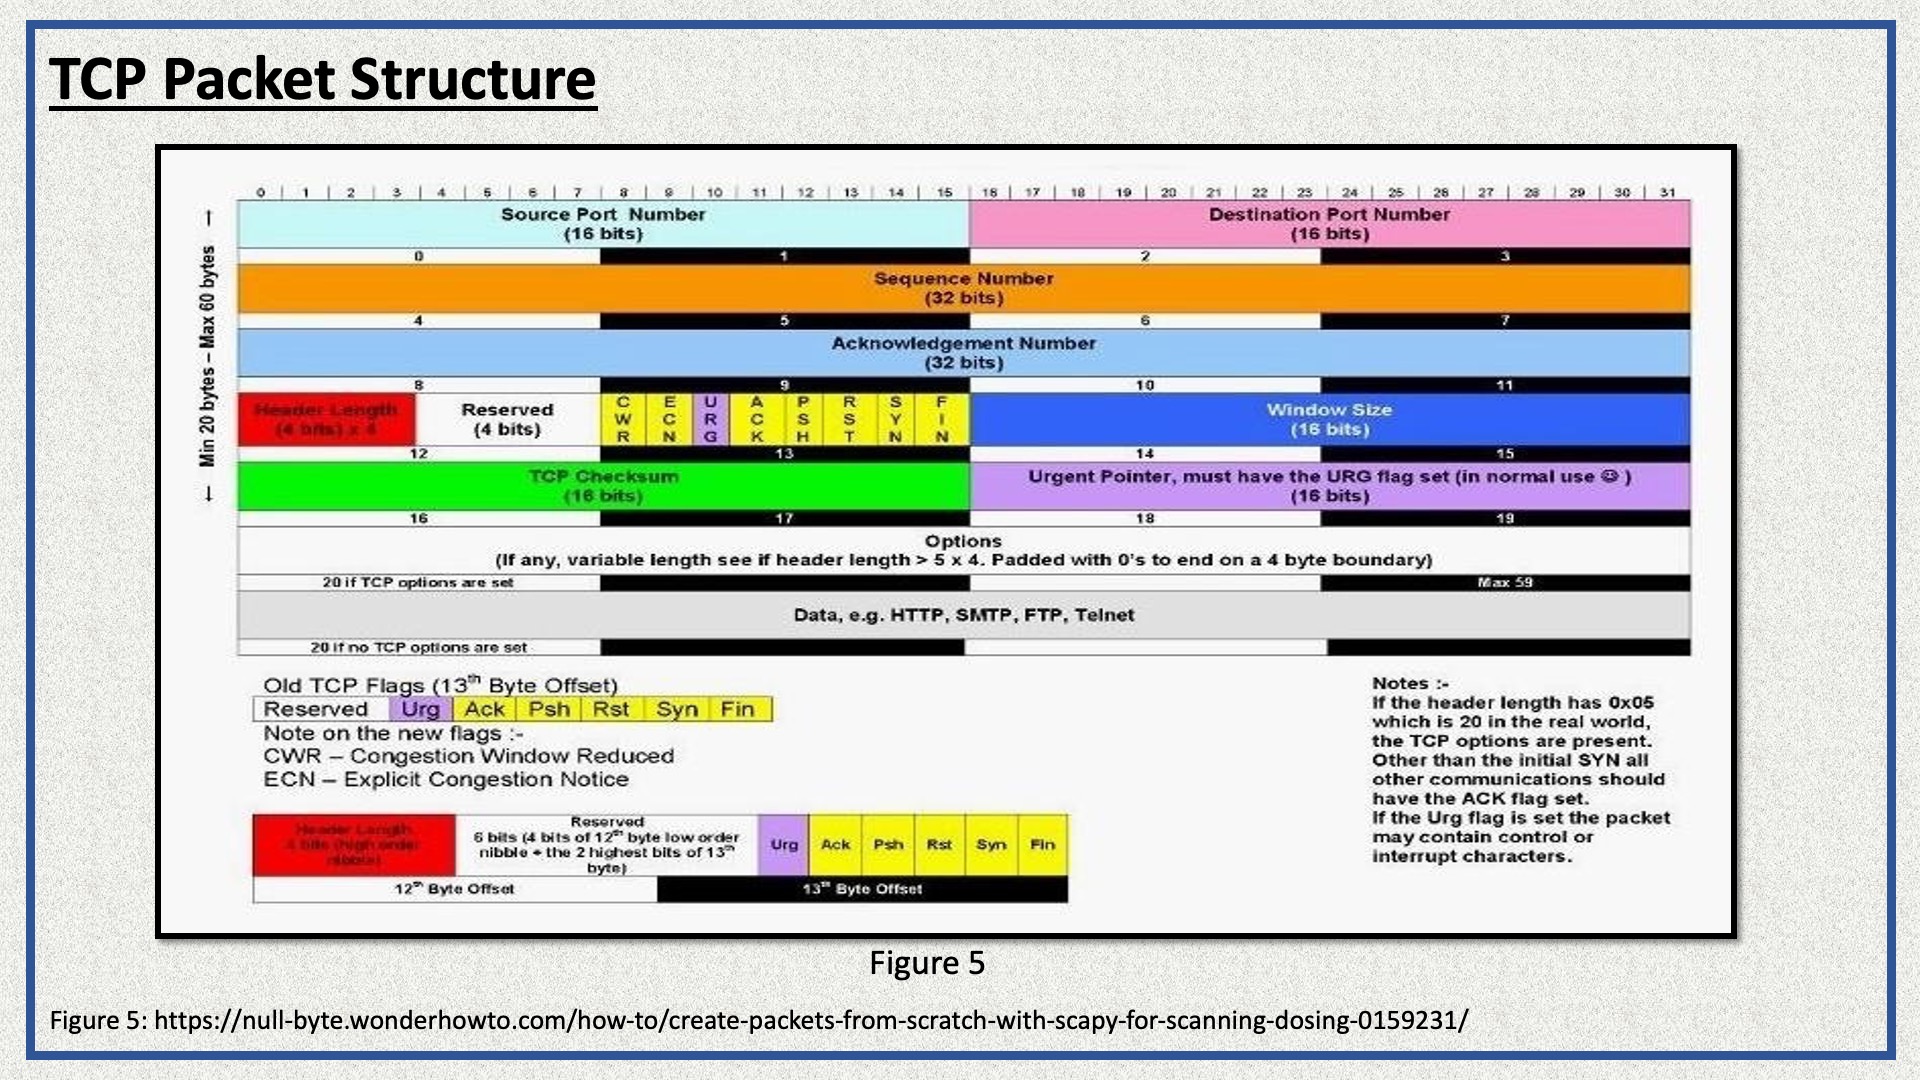 TCP Packet Structure
0 | 1 | 2 | 3 | 4 | 5 | 6 | 7 | 8 | 9 | 10 | 11 | 12 | 13 | 14 | 15 | 16 | 17 | 18 | 19 | 20 | 21 | 22 | 23 | 24 | 25 | 26 | 27 | 28 | 29 | 30 | 31
← Min 20 bytes – Max 60 bytes →
Source Port Number
(16 bits)
Destination Port Number
(16 bits)
0 1 2 3
Sequence Number
(32 bits)
4 5 6 7
Acknowledgement Number
(32 bits)
8 9 10 11
Header Length
(4 bits) x 4
Reserved
(4 bits)
CWR
ECN
URG
ACK
PSH
RST
SYN
FIN
Window Size
(16 bits)
12 13 14 15
TCP Checksum
(16 bits)
Urgent Pointer, must have the URG flag set (in normal use ☺ )
(16 bits)
16 17 18 19
Options
(If any, variable length see if header length > 5 x 4. Padded with 0's to end on a 4 byte boundary)
20 if TCP options are set Max 59
Data, e.g. HTTP, SMTP, FTP, Telnet
20 if no TCP options are set
Old TCP Flags (13th Byte Offset)
Reserved Urg Ack Psh Rst Syn Fin
Note on the new flags :-
CWR – Congestion Window Reduced
ECN – Explicit Congestion Notice
Header Length
4 bits (high order
nibble)
Reserved
6 bits (4 bits of 12th byte low order
nibble + the 2 highest bits of 13th
byte)
Urg Ack Psh Rst Syn Fin
12th Byte Offset 13th Byte Offset
Notes :-
If the header length has 0x05
which is 20 in the real world,
the TCP options are present.
Other than the initial SYN all
other communications should
have the ACK flag set.
If the Urg flag is set the packet
may contain control or
interrupt characters.
Figure 5
Figure 5: https://null-byte.wonderhowto.com/how-to/create-packets-from-scratch-with-scapy-for-scanning-dosing-0159231/